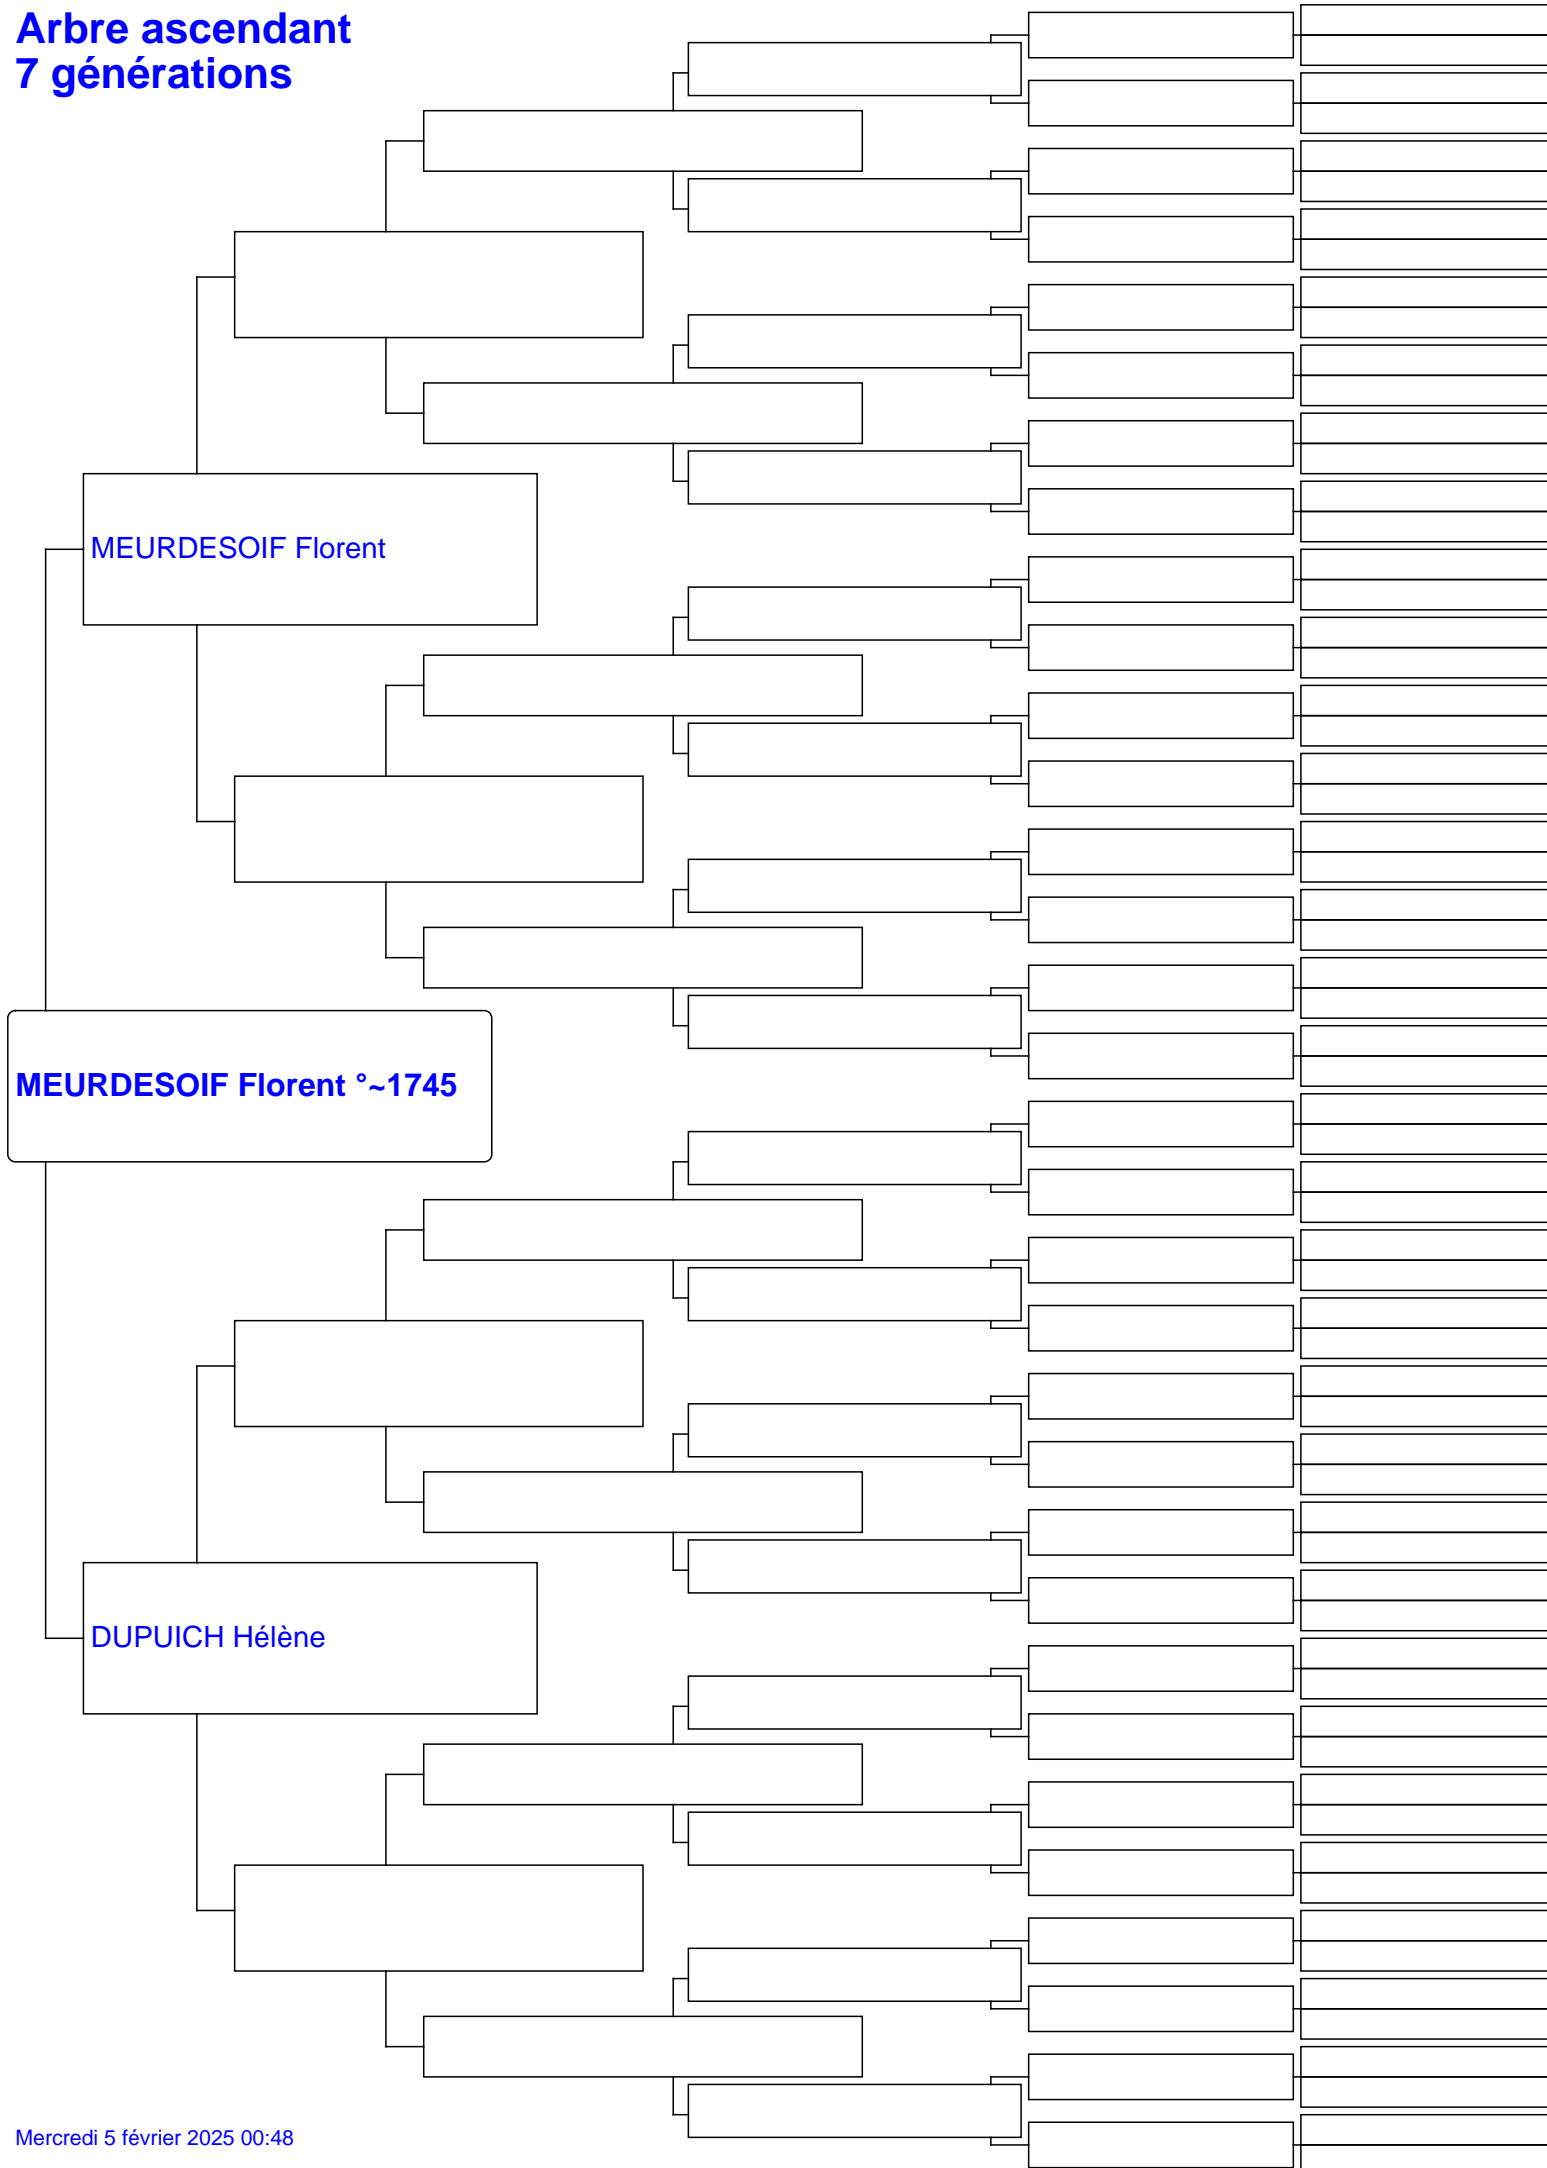 Arbre ascendant
7 générations
MEURDESOIF Florent
MEURDESOIF Florent °~1745
DUPUICH Hélène
Mercredi 5 février 2025 00:48